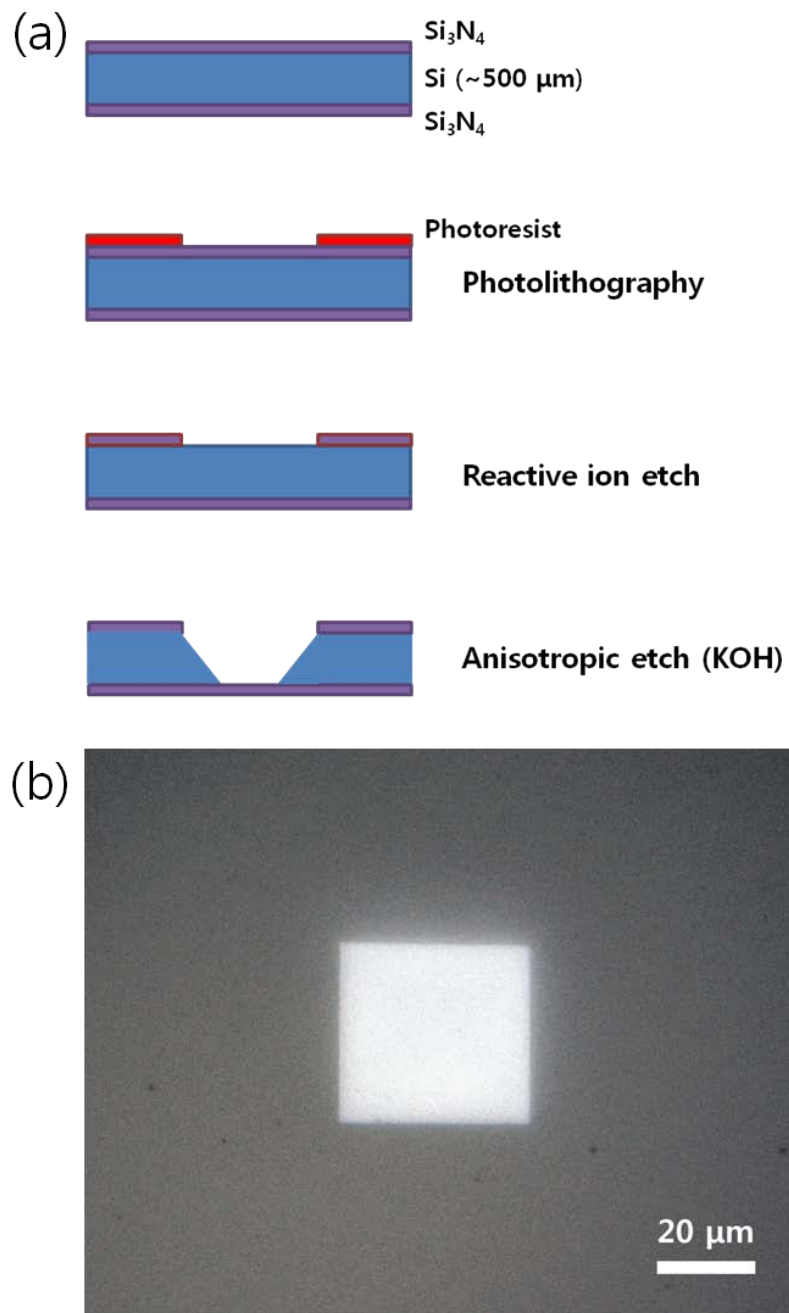 (a)
Si₃N₄
Si (~500 μm)
Si₃N₄
Photoresist
Photolithography
Reactive ion etch
Anisotropic etch (KOH)
(b)
20 μm